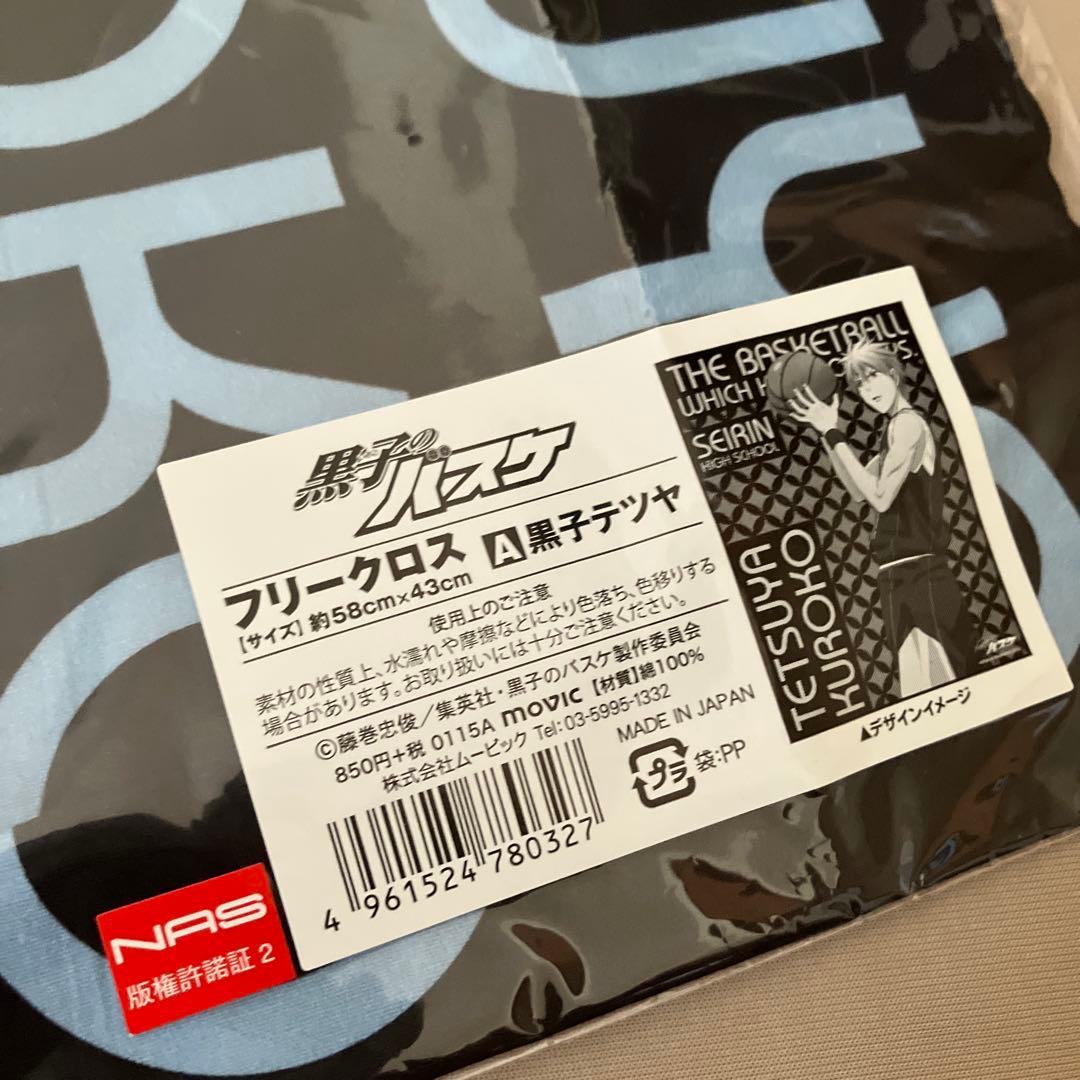 黒子のバスケ
フリークロス A 黒子テツヤ
【サイズ】約58cm×43cm
使用上のご注意
素材の性質上、水濡れや摩擦などにより色落ち、色移りする
場合があります。お取り扱いには十分ご注意ください。
©藤巻忠俊／集英社・黒子のバスケ製作委員会
850円+税 0115A movic 【材質】綿100%
株式会社ムービック Tel:03-5995-1332
MADE IN JAPAN
プラ 袋:PP
4 961524 780327
THE BASKETBALL
WHICH
SEIRIN
HIGH SCHOOL
TETSUYA
KUROKO
▲デザインイメージ
NAS
版権許諾証 2